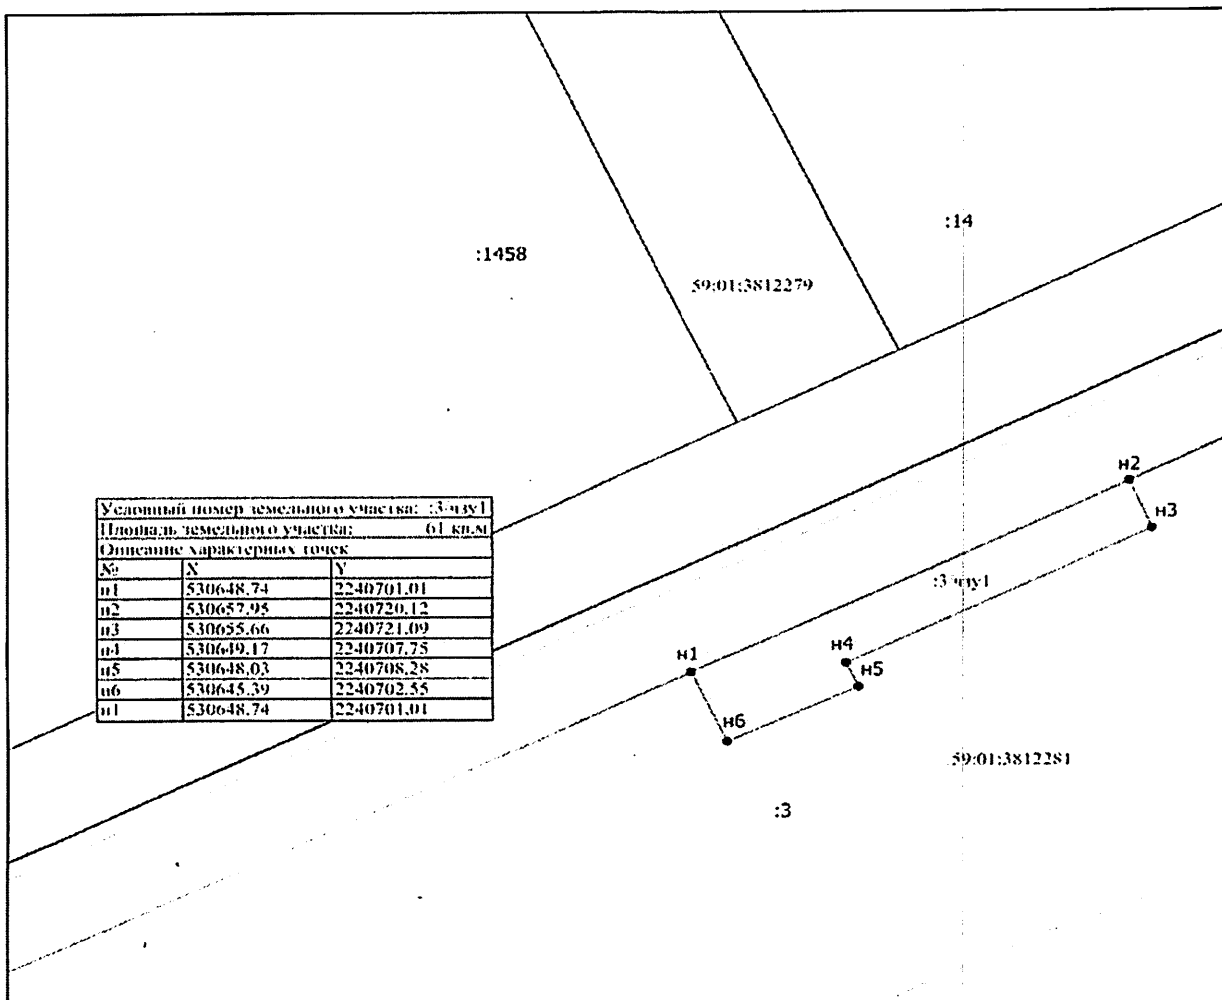 :14
:1458
59:01:3812279
н2
Условный номер земельного участка: :3/чзу1
н3
Площадь земельного участка: 61 кв.м
Описание характерных точек
№ X Y
:3/чзу1
н1 530648,74 2240701,01
н2 530657,95 2240720,12
н3 530655,66 2240721,09
н4 530649,17 2240707,75
н5 530648,03 2240708,28
н6 530645,39 2240702,55
н1 530648,74 2240701,01
н4
н1
н5
н6
59:01:3812281
:3